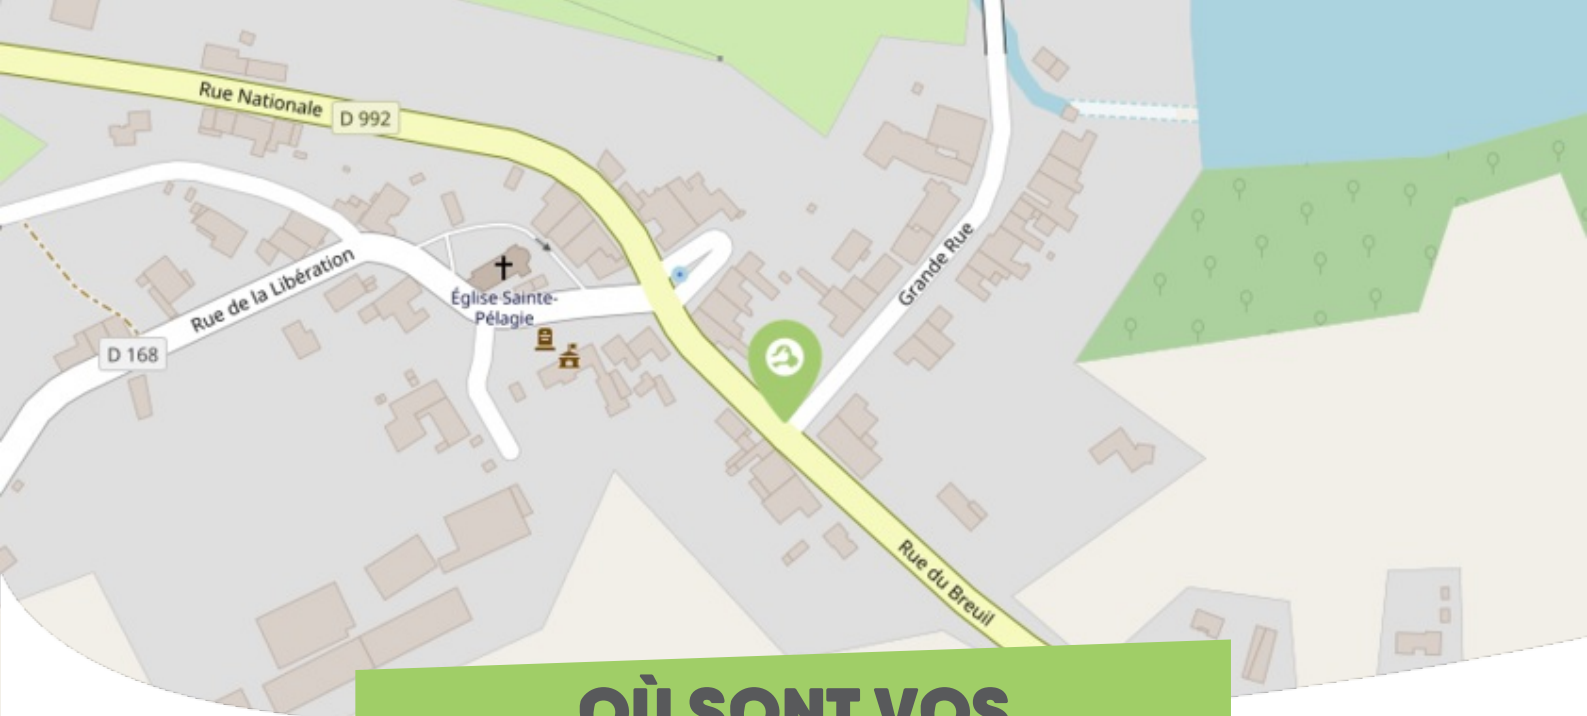 Rue Nationale
D 992
Grande Rue
Rue de la Libération
Église Sainte-
Pélagie
D 168
Rue du Breuil
OÙ SONT VOS